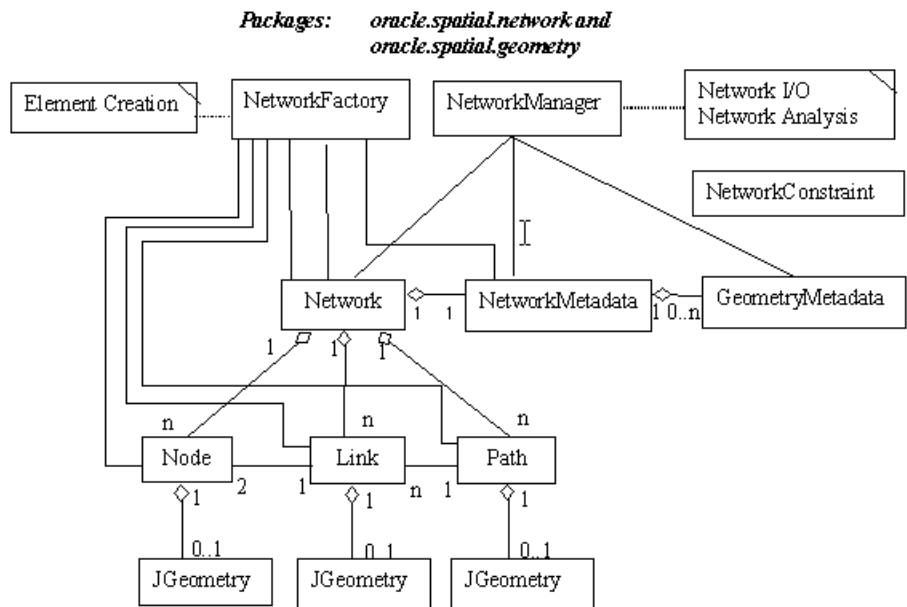 Packages: oracle.spatial.network and
oracle.spatial.geometry
Element Creation
NetworkFactory
NetworkManager
Network I/O
Network Analysis
NetworkConstraint
Network
1
1
NetworkMetadata
1
0..n
GeometryMetadata
1
1
1
n
n
n
Node
2
1
Link
n
1
Path
1
1
1
0..1
0..1
0..1
JGeometry
JGeometry
JGeometry